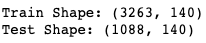 Train Shape: (3263, 140)
Test Shape: (1088, 140)